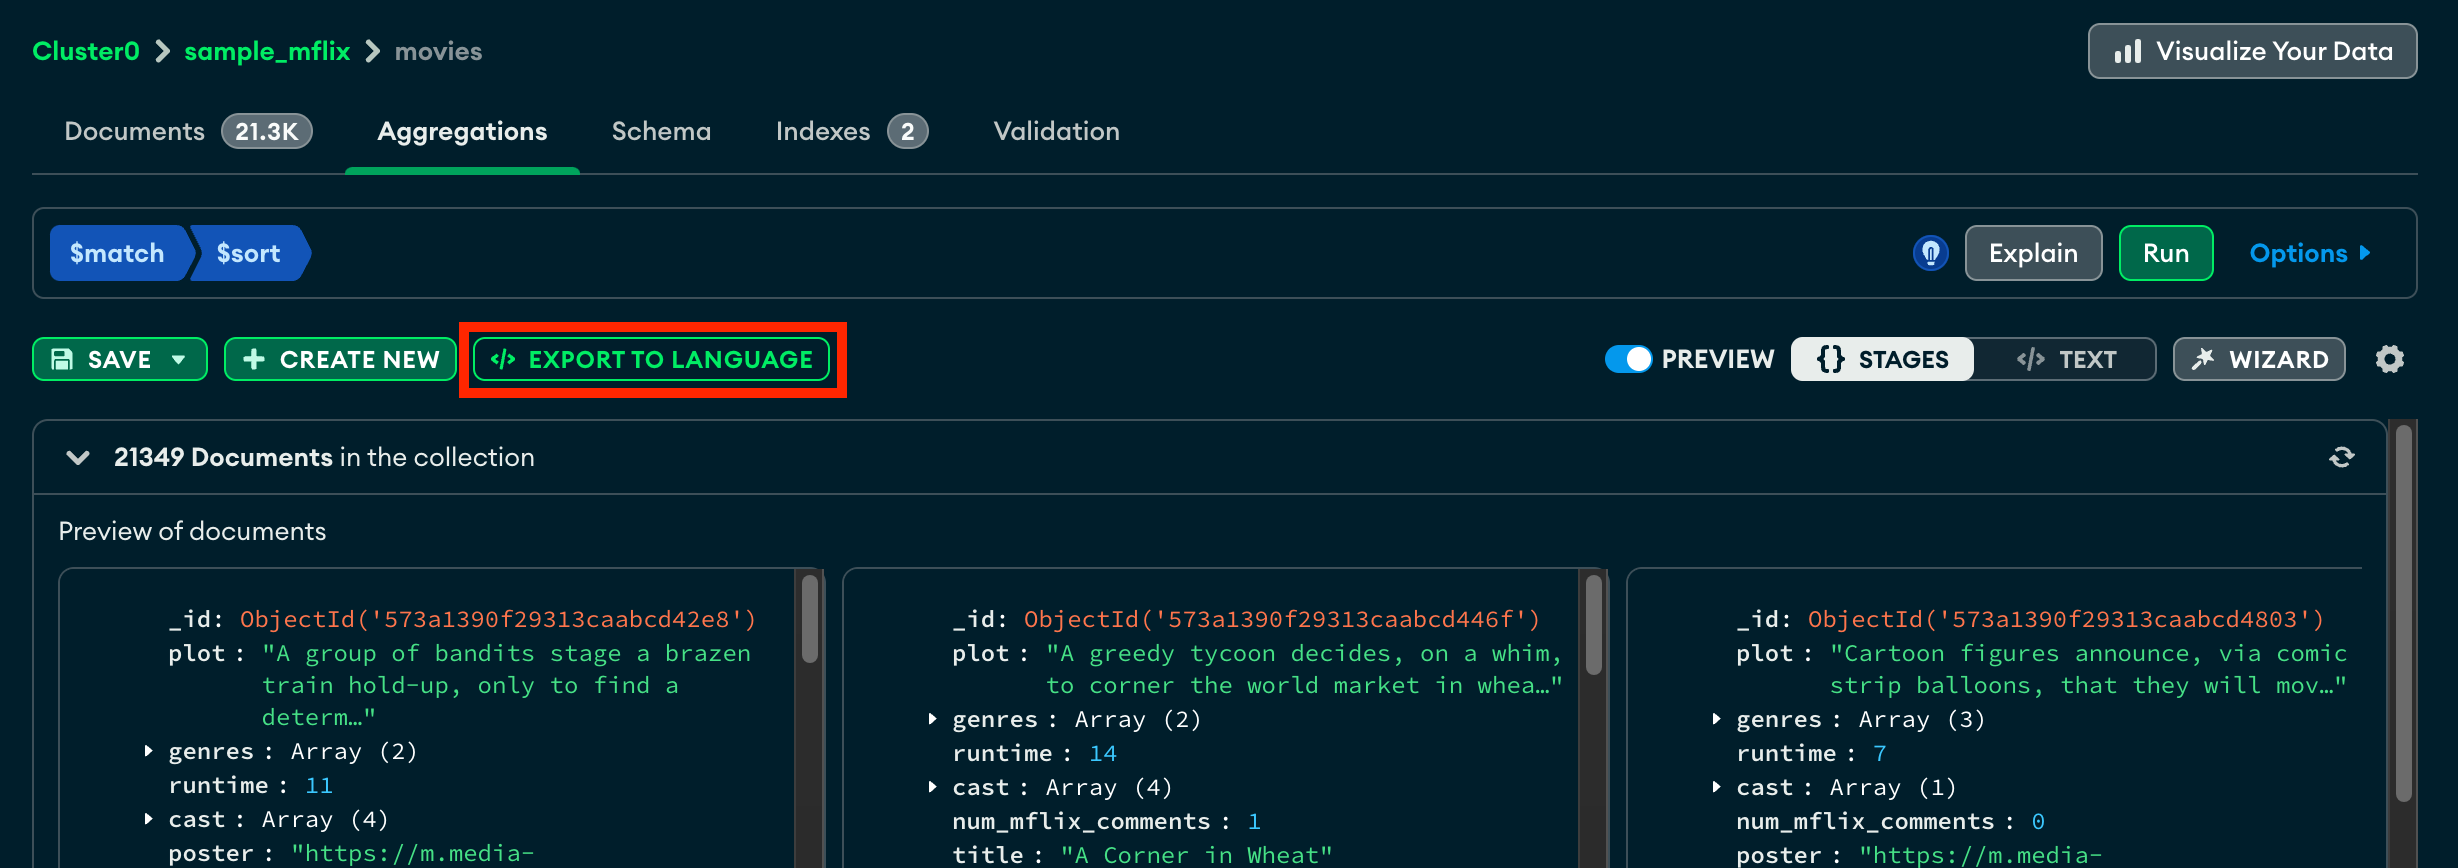 Cluster0 sample_mflix movies
Visualize Your Data
Documents 21.3K Aggregations Schema Indexes 2 Validation
$match $sort
Explain Run Options
SAVE CREATE NEW </> EXPORT TO LANGUAGE
PREVIEW {} STAGES </> TEXT WIZARD
21349 Documents in the collection
Preview of documents
_id: ObjectId('573a1390f29313caabcd42e8')
plot : "A group of bandits stage a brazen
train hold-up, only to find a
determ…"
genres : Array (2)
runtime : 11
cast : Array (4)
poster : "https://m.media-
_id: ObjectId('573a1390f29313caabcd446f')
plot : "A greedy tycoon decides, on a whim,
to corner the world market in whea…"
genres : Array (2)
runtime : 14
cast : Array (4)
num_mflix_comments : 1
title : "A Corner in Wheat"
_id: ObjectId('573a1390f29313caabcd4803')
plot : "Cartoon figures announce, via comic
strip balloons, that they will mov…"
genres : Array (3)
runtime : 7
cast : Array (1)
num_mflix_comments : 0
poster : "https://m.media-